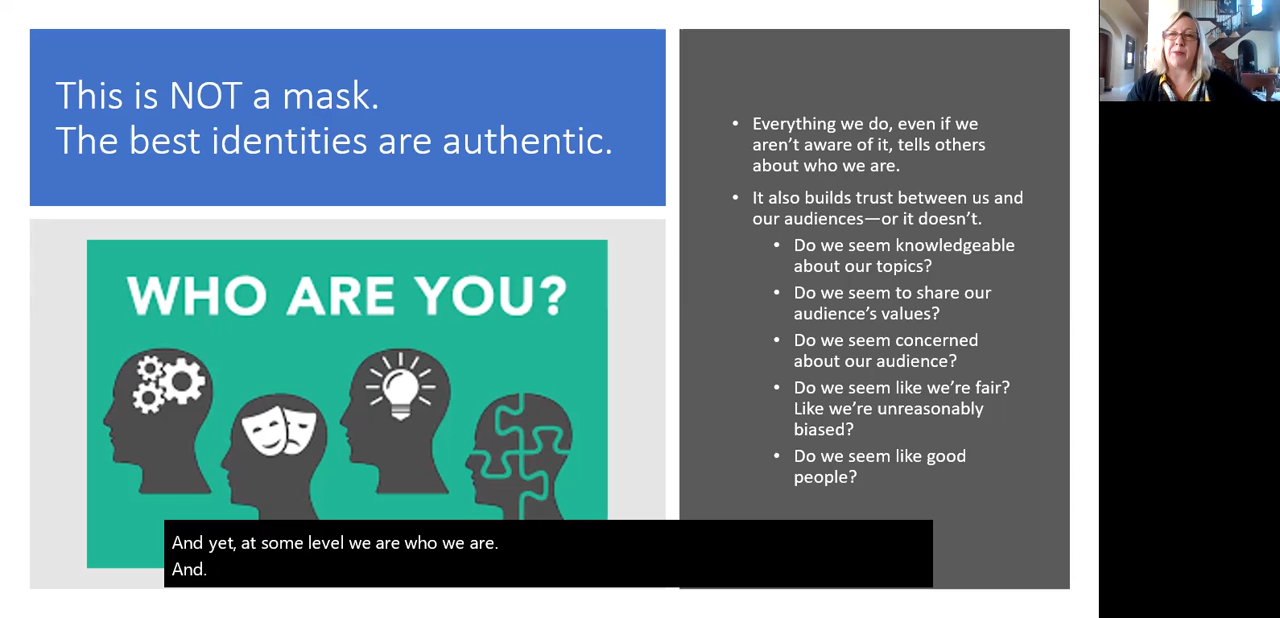 This is NOT a mask.
The best identities are authentic.
WHO ARE YOU?
• Everything we do, even if we
aren’t aware of it, tells others
about who we are.
• It also builds trust between us and
our audiences—or it doesn’t.
• Do we seem knowledgeable
about our topics?
• Do we seem to share our
audience’s values?
• Do we seem concerned
about our audience?
• Do we seem like we’re fair?
Like we’re unreasonably
biased?
• Do we seem like good
people?
And yet, at some level we are who we are.
And.